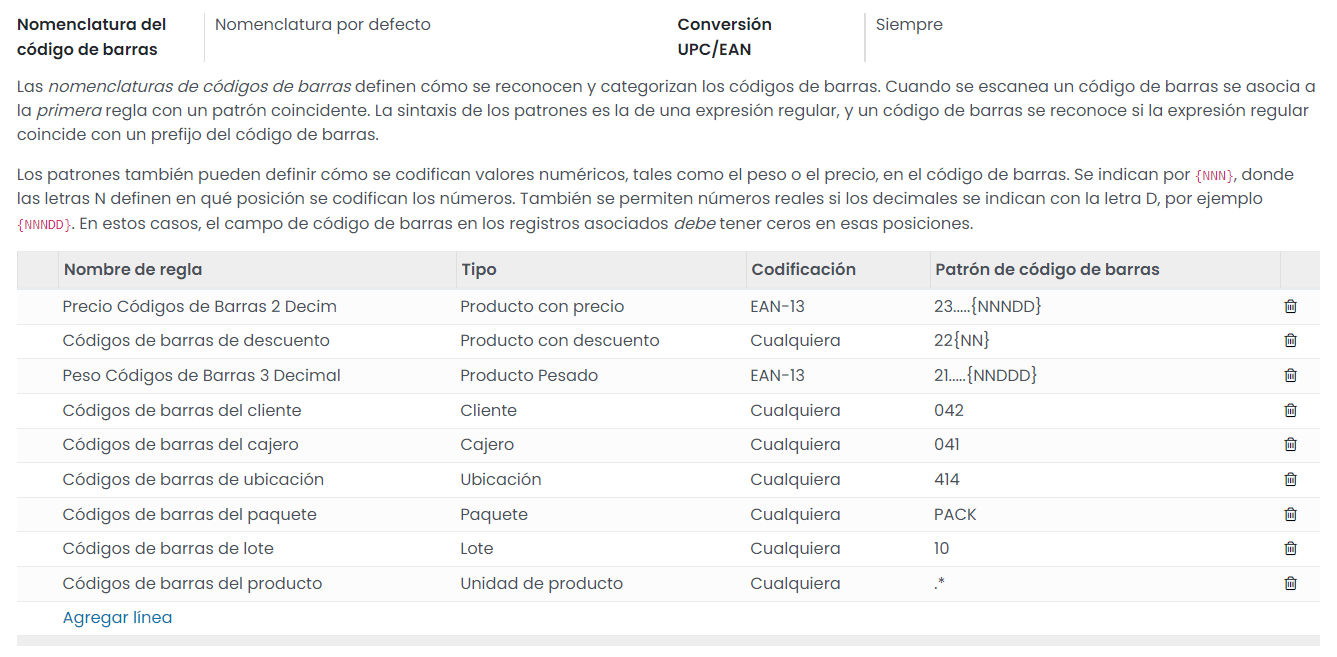 Nomenclatura del código de barras
Nomenclatura por defecto
Conversión UPC/EAN
Siempre
Las nomenclaturas de códigos de barras definen cómo se reconocen y categorizan los códigos de barras. Cuando se escanea un código de barras se asocia a
la primera regla con un patrón coincidente. La sintaxis de los patrones es la de una expresión regular, y un código de barras se reconoce si la expresión regular
coincide con un prefijo del código de barras.
Los patrones también pueden definir cómo se codifican valores numéricos, tales como el peso o el precio, en el código de barras. Se indican por {NNN}, donde
las letras N definen en qué posición se codifican los números. También se permiten números reales si los decimales se indican con la letra D, por ejemplo
{NNNDD}. En estos casos, el campo de código de barras en los registros asociados debe tener ceros en esas posiciones.
Nombre de regla Tipo Codificación Patrón de código de barras
Precio Códigos de Barras 2 Decim Producto con precio EAN-13 23.....{NNNDD}
Códigos de barras de descuento Producto con descuento Cualquiera 22{NN}
Peso Códigos de Barras 3 Decimal Producto Pesado EAN-13 21.....{NNDDD}
Códigos de barras del cliente Cliente Cualquiera 042
Códigos de barras del cajero Cajero Cualquiera 041
Códigos de barras de ubicación Ubicación Cualquiera 414
Códigos de barras del paquete Paquete Cualquiera PACK
Códigos de barras de lote Lote Cualquiera 10
Códigos de barras del producto Unidad de producto Cualquiera .*
Agregar línea